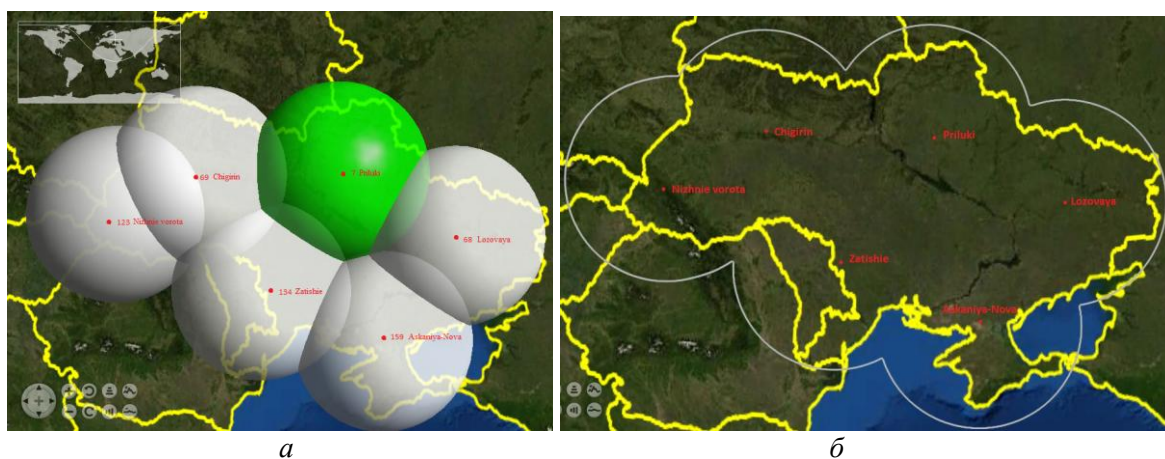 69 Chigirin
7 Priluki
123 Nizhnie vorota
68 Lozovaya
134 Zatishie
159 Askaniya-Nova
Chigirin
Priluki
Nizhnie vorota
Lozovaya
Zatishie
Askaniya-Nova
а
б